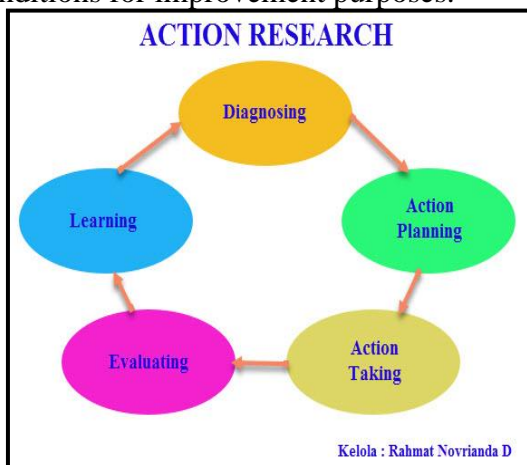 nditions for improvement purposes.
ACTION RESEARCH
Diagnosing
Learning
Action
Planning
Evaluating
Action
Taking
Kelola : Rahmat Novrianda D